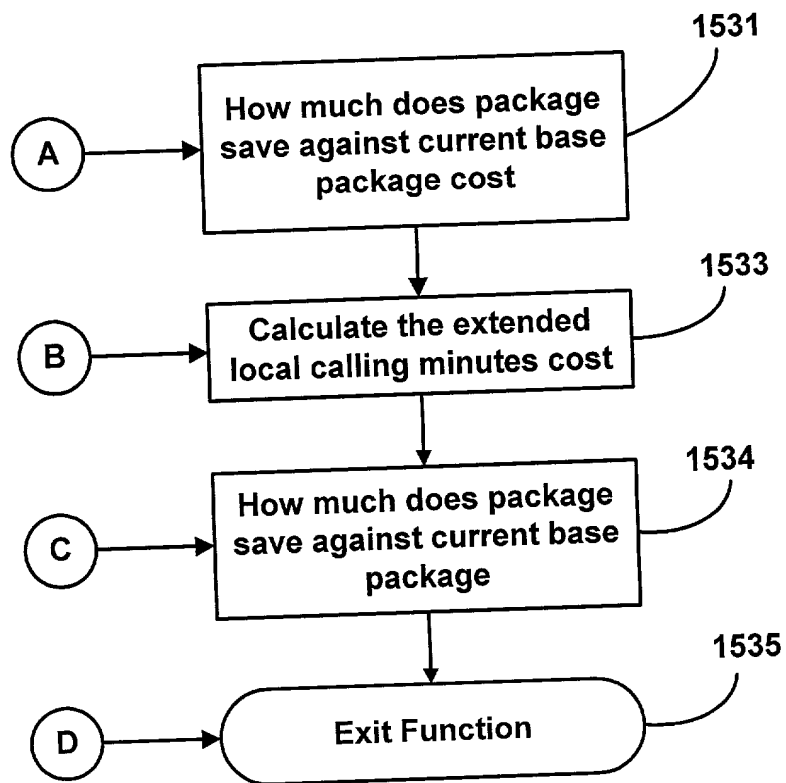 1531
How much does package
save against current base
package cost
A
1533
Calculate the extended
local calling minutes cost
B
1534
How much does package
save against current base
package
C
1535
Exit Function
D